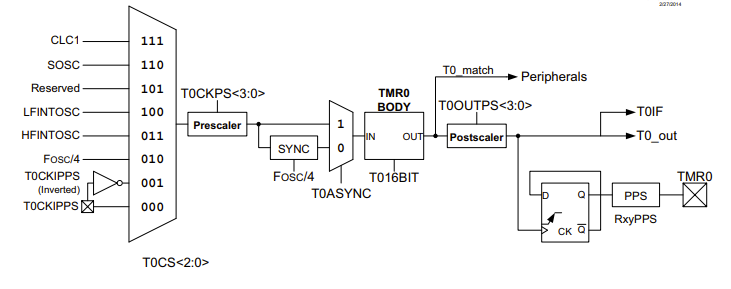 2/27/2014
CLC1 111
SOSC 110
Reserved 101
LFINTOSC 100
HFINTOSC 011
FOSC/4 010
T0CKIPPS
(Inverted) 001
T0CKIPPS 000
T0CS<2:0>
T0CKPS<3:0>
Prescaler
SYNC
FOSC/4
1
0
T0ASYNC
TMR0
BODY
IN OUT
T016BIT
T0_match
Peripherals
T0OUTPS<3:0>
Postscaler
T0IF
T0_out
D Q
CK Q
PPS
RxyPPS
TMR0